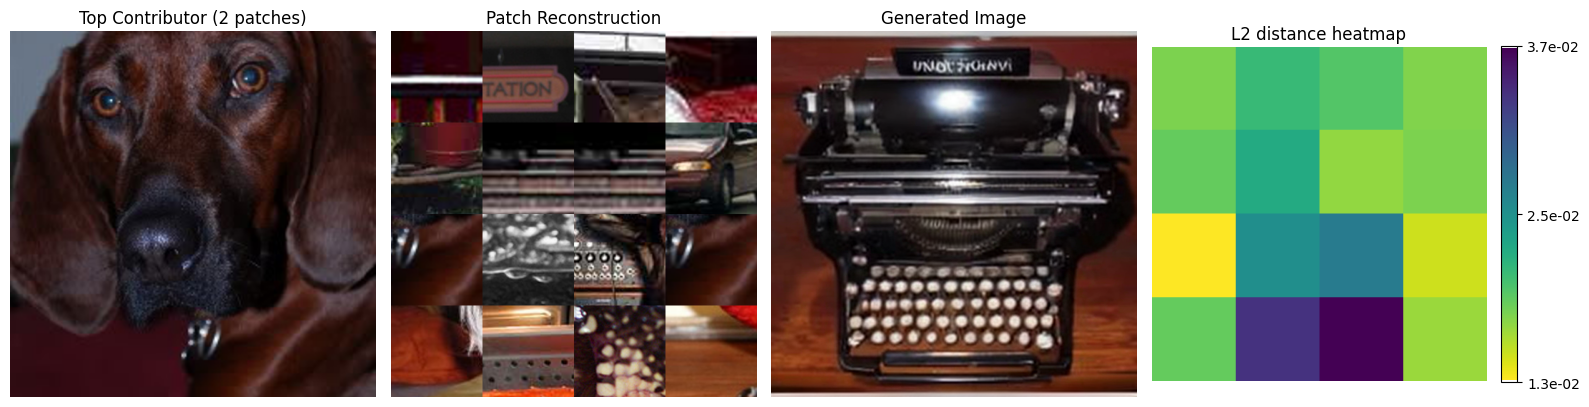 Top Contributor (2 patches)
Patch Reconstruction
Generated Image
L2 distance heatmap
TATION
3.7e-02
2.5e-02
1.3e-02